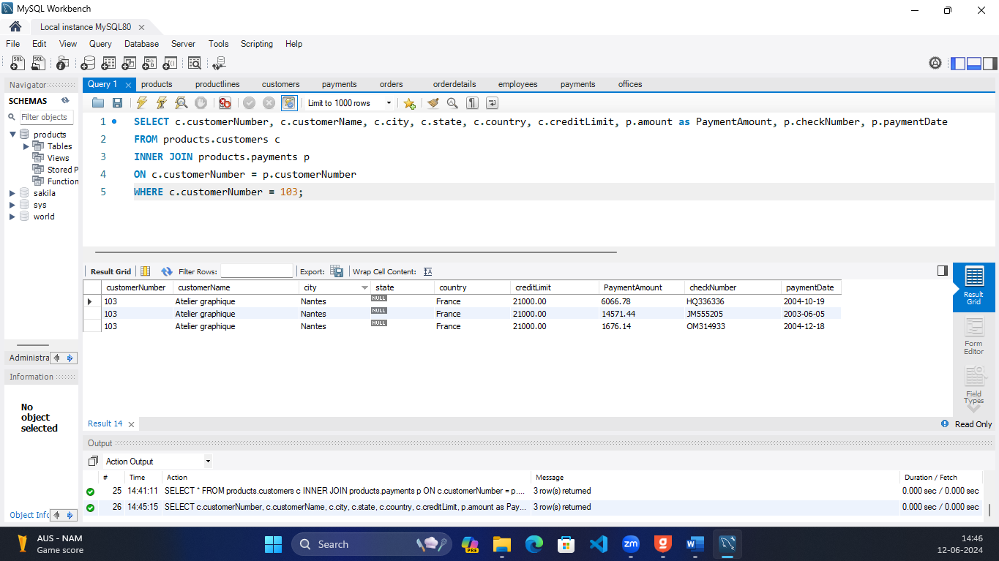 MySQL Workbench
Local instance MySQL80
File Edit View Query Database Server Tools Scripting Help
Navigator
SCHEMAS
Filter objects
products
Tables
Views
Stored P
Function
sakila
sys
world
Administra
Information
No
object
selected
Object Infc
Query 1 products productlines customers payments orders orderdetails employees payments offices
Limit to 1000 rows
1 SELECT c.customerNumber, c.customerName, c.city, c.state, c.country, c.creditLimit, p.amount as PaymentAmount, p.checkNumber, p.paymentDate
2 FROM products.customers c
3 INNER JOIN products.payments p
4 ON c.customerNumber = p.customerNumber
5 WHERE c.customerNumber = 103;
Result Grid Filter Rows: Export: Wrap Cell Content:
customerNumber customerName city state country creditLimit PaymentAmount checkNumber paymentDate
103 Atelier graphique Nantes NULL France 21000.00 6066.78 HQ336336 2004-10-19
103 Atelier graphique Nantes NULL France 21000.00 14571.44 JM555205 2003-06-05
103 Atelier graphique Nantes NULL France 21000.00 1676.14 OM314933 2004-12-18
Result
Grid
Form
Editor
Field
Types
Result 14
Read Only
Output
Action Output
# Time Action Message Duration / Fetch
25 14:41:11 SELECT * FROM products.customers c INNER JOIN products.payments p ON c.customerNumber = p.... 3 row(s) returned 0.000 sec / 0.000 sec
26 14:45:15 SELECT c.customerNumber, c.customerName, c.city, c.state, c.country, c.creditLimit, p.amount as Pay... 3 row(s) returned 0.000 sec / 0.000 sec
AUS - NAM
Game score
Search
PRE
zm
14:46
12-06-2024